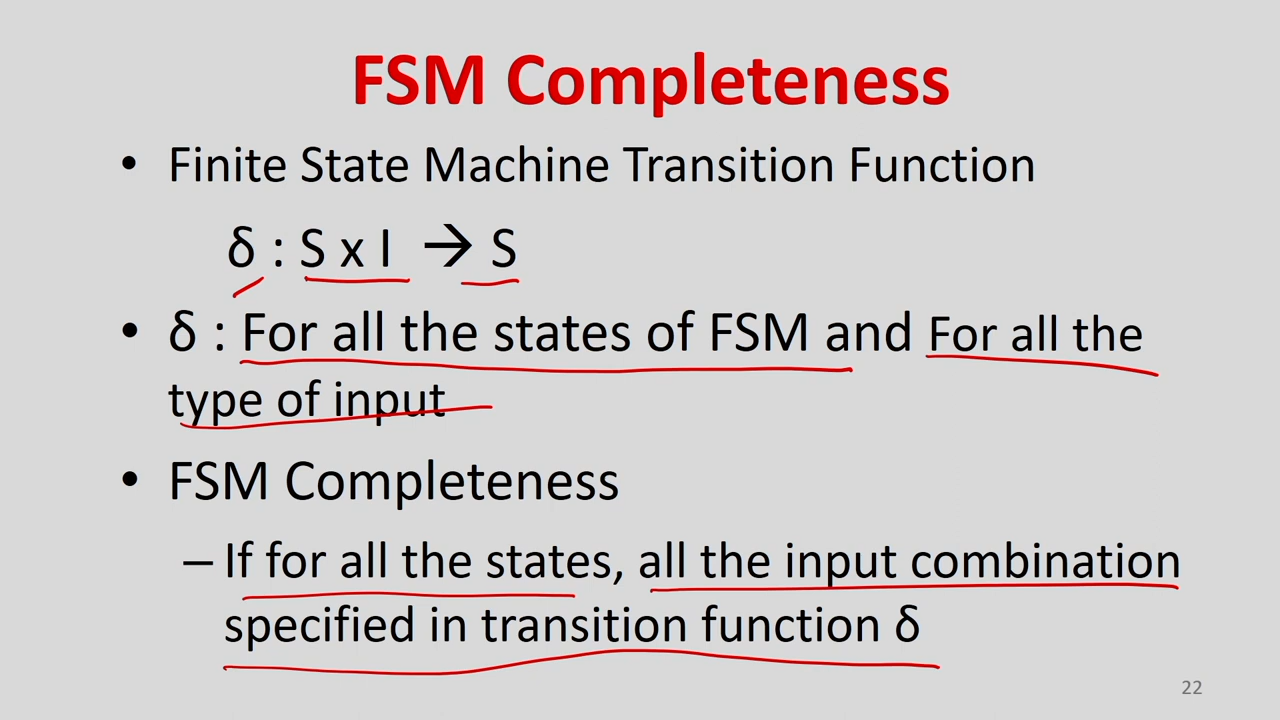 FSM Completeness
• Finite State Machine Transition Function
δ : S x I → S
• δ : For all the states of FSM and For all the
type of input
• FSM Completeness
– If for all the states, all the input combination
specified in transition function δ
22